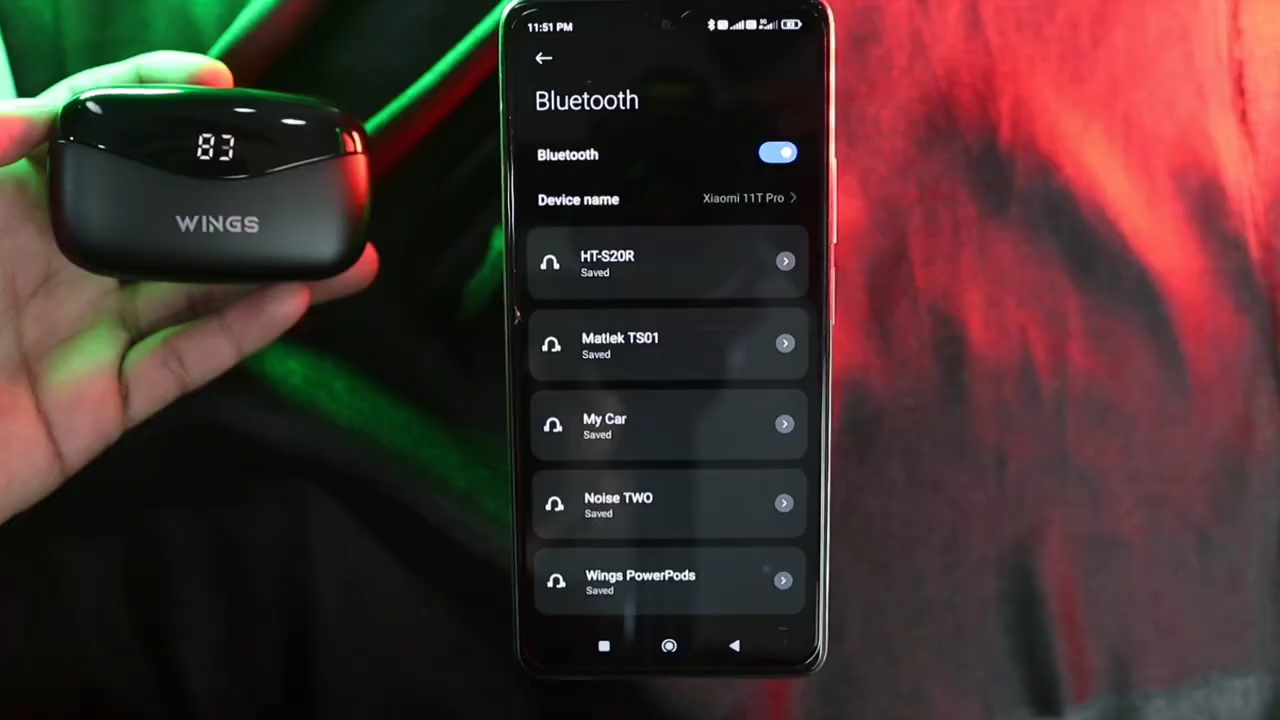 83
WINGS
11:51 PM
Bluetooth
Bluetooth
Device name
Xiaomi 11T Pro
HT-S20R
Saved
Matlek TS01
Saved
My Car
Saved
Noise TWO
Saved
Wings PowerPods
Saved